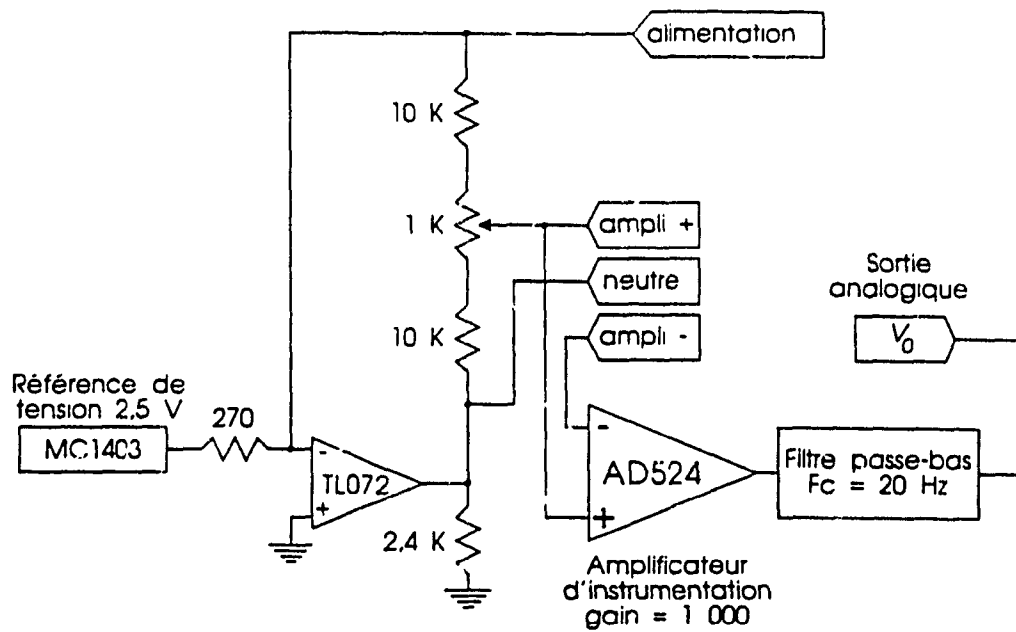 alimentation
10 K
1 K
ampli +
neutre
10 K
ampli -
Sortie
analogique
V0
Référence de
tension 2,5 V
270
MC1403
-
TL072
+
2,4 K
-
AD524
+
Filtre passe-bas
Fc = 20 Hz
Amplificateur
d'instrumentation
gain = 1 000